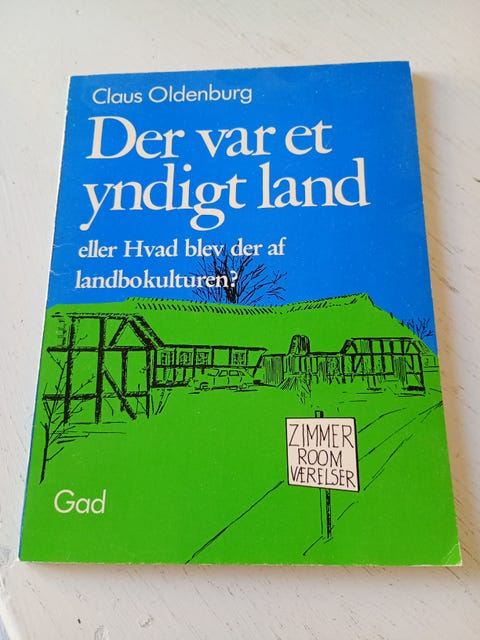 Claus Oldenburg
Der var et
yndigt land
eller Hvad blev der af
landbokulturen?
ZIMMER
ROOM
VÆRELSER
Gad